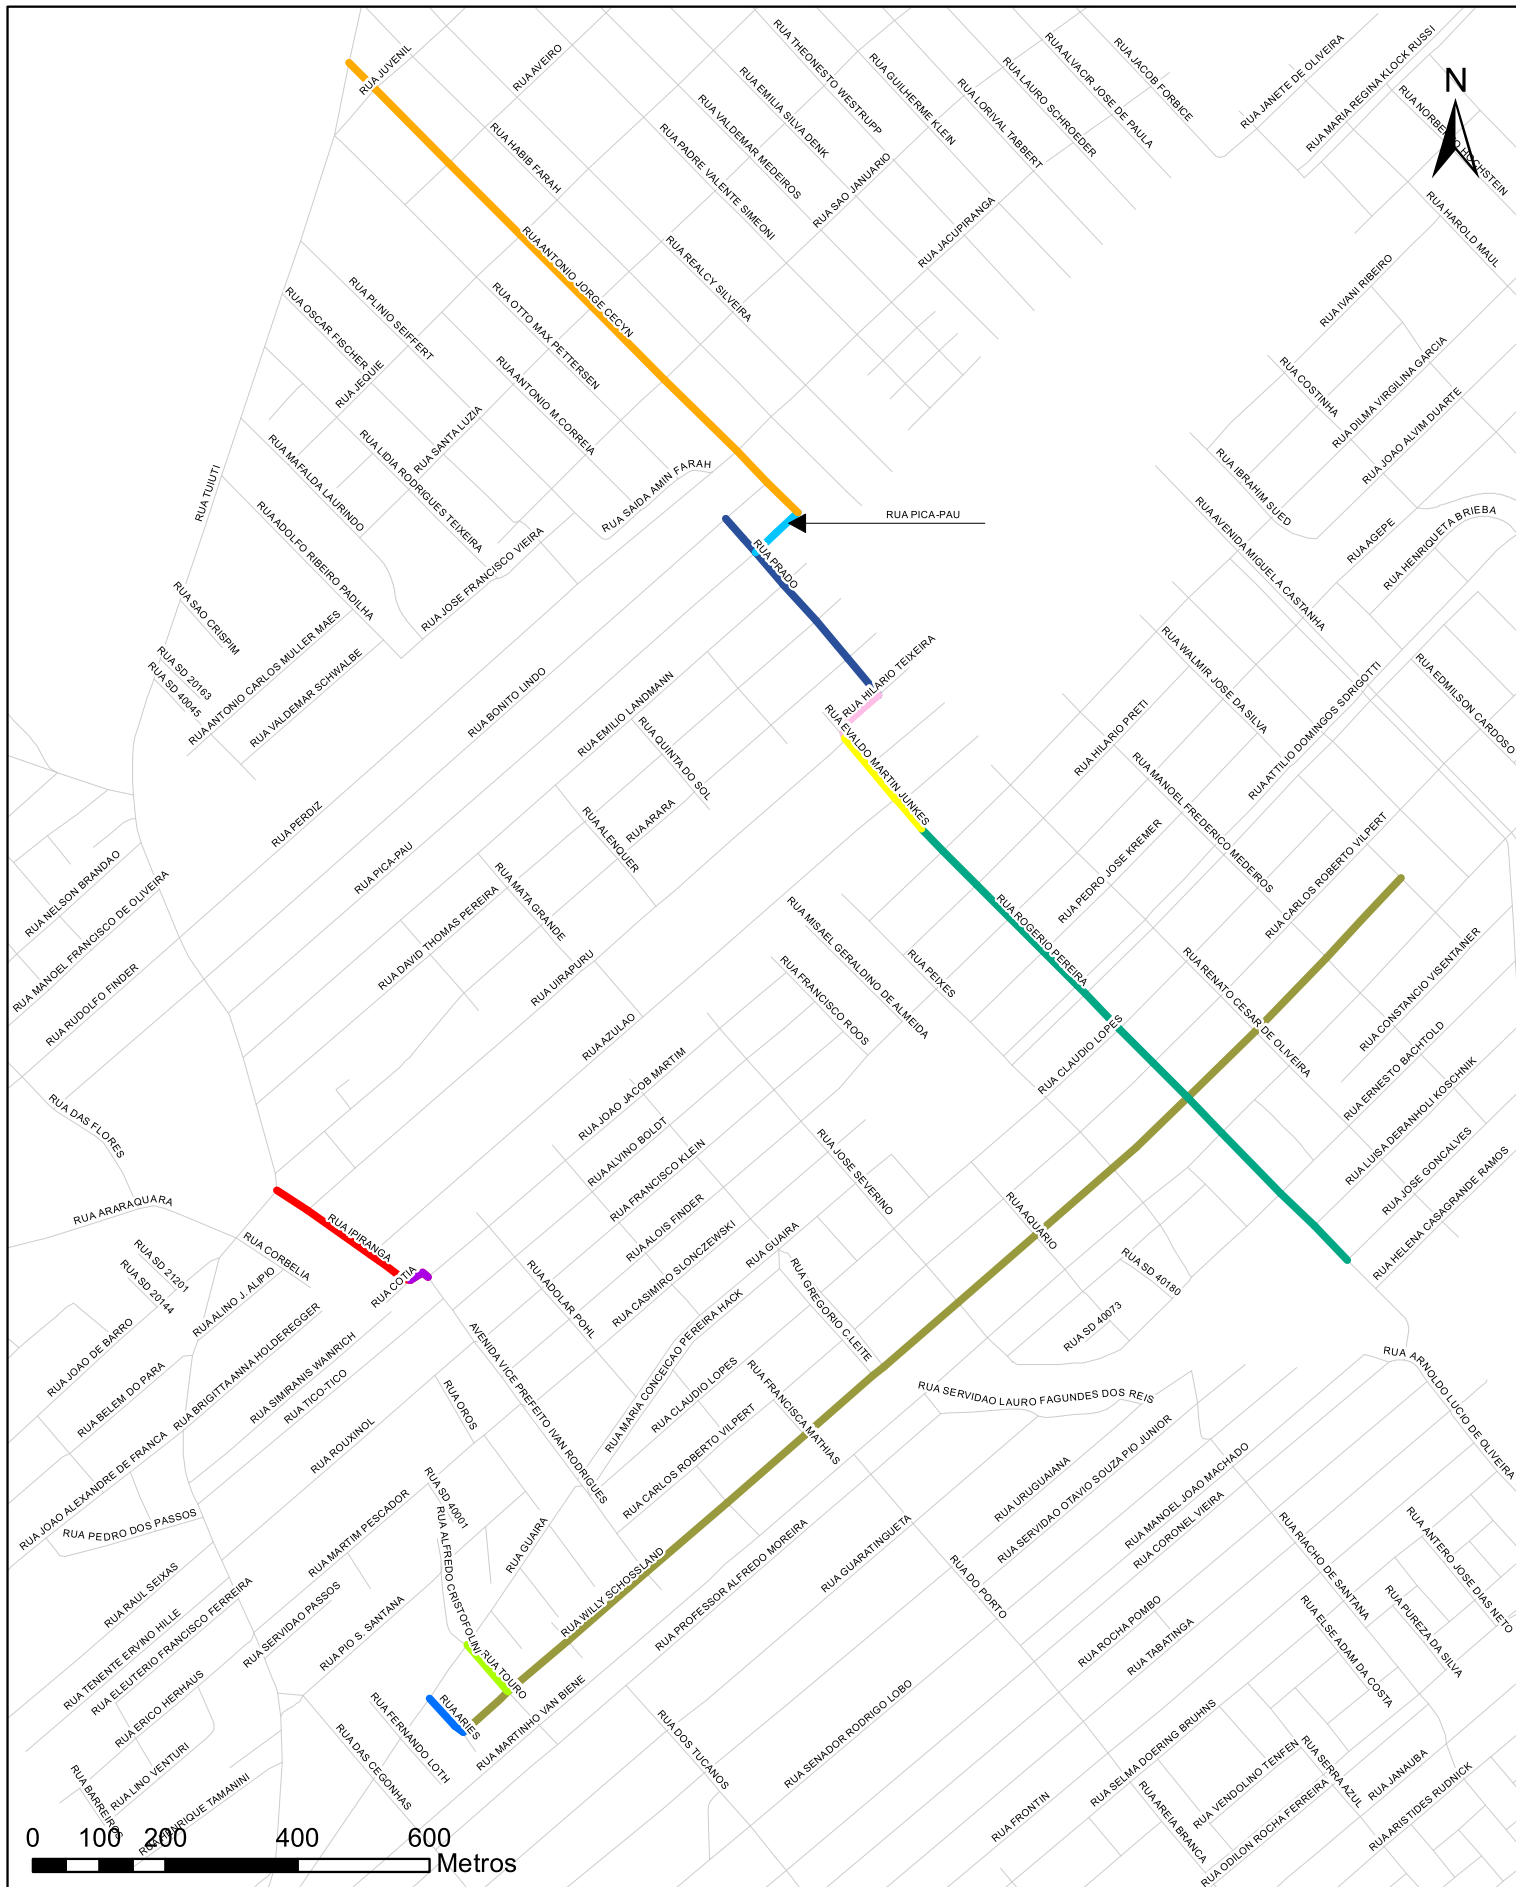 RUA JUVENIL
RUA AVEIRO
RUA THEONESTO WESTRUPP
RUA GUILHERME KLEIN
RUA LORIVAL TABBERT
RUA LAURO SCHROEDER
RUA ALVACIR JOSE DE PAULA
RUA JACOB FORBICE
RUA JANETE DE OLIVEIRA
RUA MARIA REGINA KLOCK RUSSI
N
RUA NORBERTO HOCHSTEIN
RUA EMILIA SILVA DENK
RUA VALDEMAR MEDEIROS
RUA PADRE VALENTE SIMEONI
RUA HABIB FARAH
RUA SAO JANUARIO
RUA JACUPIRANGA
RUA HAROLD MAUL
RUA REALCY SILVEIRA
RUA ANTONIO JORGE CECYN
RUA IVANI RIBEIRO
RUA PLINIO SEIFFERT
RUA OSCAR FISCHER
RUA OTTO MAX PETTERSEN
RUA JEQUIE
RUA ANTONIO M.CORREIA
RUA COSTINHA
RUA DILMA VIRGILINA GARCIA
RUA JOAO ALVIM DUARTE
RUA SANTA LUZIA
RUA LIDIA RODRIGUES TEIXEIRA
RUA MAFALDA LAURINDO
RUA TUIUTI
RUA SAIDA AMIN FARAH
RUA IBRAHIM SUED
RUA ADOLFO RIBEIRO PADILHA
RUA JOSE FRANCISCO VIEIRA
RUA PICA-PAU
RUA AVENIDA MIGUELA CASTANHA
RUA AGEPE
RUA HENRIQUETA BRIEBA
RUA PRADO
RUA SAO CRISPIM
RUA SD 20163
RUA SD 40045
RUA ANTONIO CARLOS MULLER MAES
RUA VALDEMAR SCHWALBE
RUA BONITO LINDO
RUA EMILIO LANDMANN
RUA HILARIO TEIXEIRA
RUA WALMIR JOSE DA SILVA
RUA ATTILIO DOMINGOS SDRIGOTTI
RUA EDMILSON CARDOSO
RUA QUINTA DO SOL
RUA EVALDO MARTIN JUNKES
RUA HILARIO PRETI
RUA MANOEL FREDERICO MEDEIROS
RUA PERDIZ
RUA ALENQUER
RUA ARARA
RUA PICA-PAU
RUA PEDRO JOSE KREMER
RUA CARLOS ROBERTO VILPERT
RUA NELSON BRANDAO
RUA MANOEL FRANCISCO DE OLIVEIRA
RUA RUDOLFO FINDER
RUA MATA GRANDE
RUA DAVID THOMAS PEREIRA
RUA UIRAPURU
RUA MISAEL GERALDINO DE ALMEIDA
RUA PEIXES
RUA ROGERIO PEREIRA
RUA FRANCISCO ROOS
RUA RENATO CESAR DE OLIVEIRA
RUA CONSTANCIO VISENTAINER
RUA AZULAO
RUA CLAUDIO LOPES
RUA ERNESTO BACHTOLD
RUA JOAO JACOB MARTIM
RUA LUISA DERANHOLI KOSCHNIK
RUA DAS FLORES
RUA ALVINO BOLDT
RUA FRANCISCO KLEIN
RUA JOSE SEVERINO
RUA JOSE GONCALVES
RUA HELENA CASAGRANDE RAMOS
RUA ARARAQUARA
RUA IPIRANGA
RUA ALOIS FINDER
RUA AQUARIO
RUA CORBELIA
RUA SD 21201
RUA SD 20144
RUA COTIA
RUA CASIMIRO SLONCZEWSKI
RUA GUAIRA
RUA SD 40180
RUA ALINO J. ALIPIO
RUA ADOLAR POHL
RUA GREGORIO C.LEITE
RUA SD 40073
RUA JOAO DE BARRO
RUA BRIGITTA ANNA HOLDEREGGER
RUA SIMIRANIS WAINRICH
RUA TICO-TICO
AVENIDA VICE PREFEITO IVAN RODRIGUES
RUA MARIA CONCEICAO PEREIRA HACK
RUA CLAUDIO LOPES
RUA FRANCISCA MATHIAS
RUA ARNOLDO LUCIO DE OLIVEIRA
RUA BELEM DO PARA
RUA OROS
RUA SERVIDAO LAURO FAGUNDES DOS REIS
RUA JOAO ALEXANDRE DE FRANCA
RUA ROUXINOL
RUA CARLOS ROBERTO VILPERT
RUA URUGUAIANA
RUA SERVIDAO OTAVIO SOUZA PIO JUNIOR
RUA MANOEL JOAO MACHADO
RUA CORONEL VIEIRA
RUA PEDRO DOS PASSOS
RUA MARTIM PESCADOR
RUA SD 40001
RUA ALFREDO CRISTOFOLINI
RUA GUAIRA
RUA WILLY SCHOSSLAND
RUA PROFESSOR ALFREDO MOREIRA
RUA GUARATINGUETA
RUA DO PORTO
RUA RIACHO DE SANTANA
RUA ANTERO JOSE DIAS NETO
RUA RAUL SEIXAS
RUA TENENTE ERVINO HILLE
RUA ELEUTERIO FRANCISCO FERREIRA
RUA SERVIDAO PASSOS
RUA PIO S. SANTANA
RUA ROCHA POMBO
RUA TABATINGA
RUA ELSE ADAM DA COSTA
RUA PUREZA DA SILVA
RUA ERICO HERHAUS
RUA TOURO
RUA ARIES
RUA MARTINHO VAN BIENE
RUA FERNANDO LOTH
RUA DAS CEGONHAS
RUA DOS TUCANOS
RUA SENADOR RODRIGO LOBO
RUA SELMA DOERING BRUHNS
RUA VENDOLINO TENFEN
RUA SERRA AZUL
RUA JANAUBA
RUA LINO VENTURI
RUA BARREIROS
RUA HENRIQUE TAMANINI
RUA FRONTIN
RUA AREIA BRANCA
RUA ODILON ROCHA FERREIRA
RUA ARISTIDES RUDNICK
0 100 200 400 600
Metros